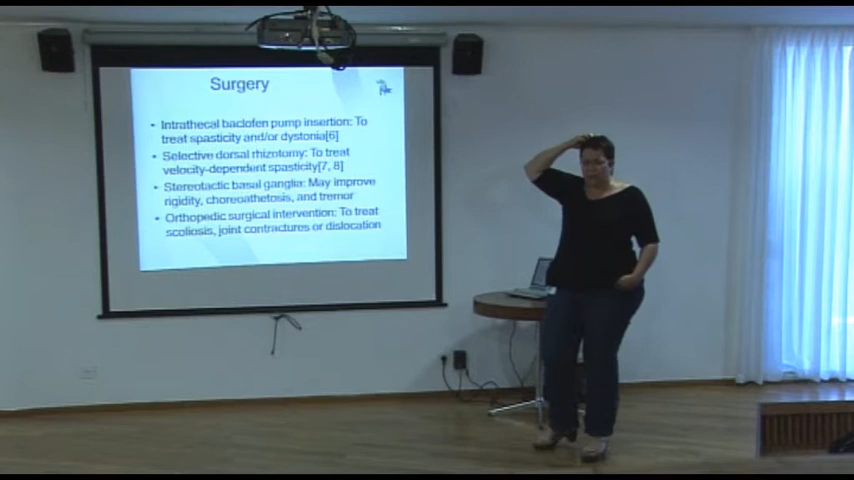 Surgery
• Intrathecal baclofen pump insertion: To
treat spasticity and/or dystonia[6]
• Selective dorsal rhizotomy: To treat
velocity-dependent spasticity[7, 8]
• Stereotactic basal ganglia: May improve
rigidity, choreoathetosis, and tremor
• Orthopedic surgical intervention: To treat
scoliosis, joint contractures or dislocation